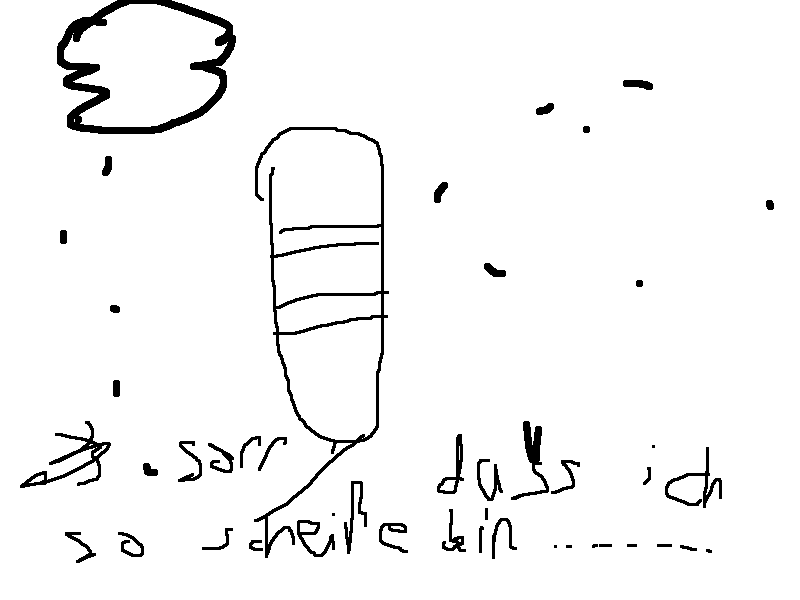 sorr dass ich
so scheiße bin ..------.